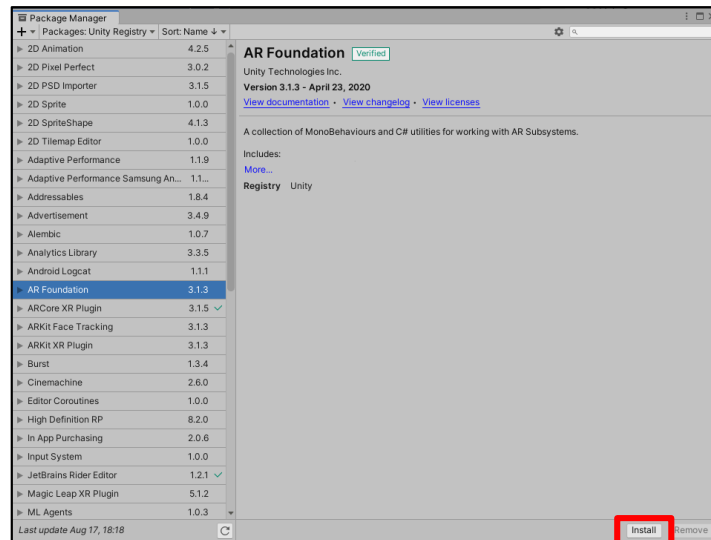 Package Manager
Packages: Unity Registry Sort: Name ↓
2D Animation 4.2.5
2D Pixel Perfect 3.0.2
2D PSD Importer 3.1.5
2D Sprite 1.0.0
2D SpriteShape 4.1.3
2D Tilemap Editor 1.0.0
Adaptive Performance 1.1.9
Adaptive Performance Samsung An... 1.1...
Addressables 1.8.4
Advertisement 3.4.9
Alembic 1.0.7
Analytics Library 3.3.5
Android Logcat 1.1.1
AR Foundation 3.1.3
ARCore XR Plugin 3.1.5 ✓
ARKit Face Tracking 3.1.3
ARKit XR Plugin 3.1.3
Burst 1.3.4
Cinemachine 2.6.0
Editor Coroutines 1.0.0
High Definition RP 8.2.0
In App Purchasing 2.0.6
Input System 1.0.0
JetBrains Rider Editor 1.2.1 ✓
Magic Leap XR Plugin 5.1.2
ML Agents 1.0.3
Last update Aug 17, 18:18
AR Foundation Verified
Unity Technologies Inc.
Version 3.1.3 - April 23, 2020
View documentation • View changelog • View licenses
A collection of MonoBehaviours and C# utilities for working with AR Subsystems.
Includes:
More...
Registry Unity
Install Remove